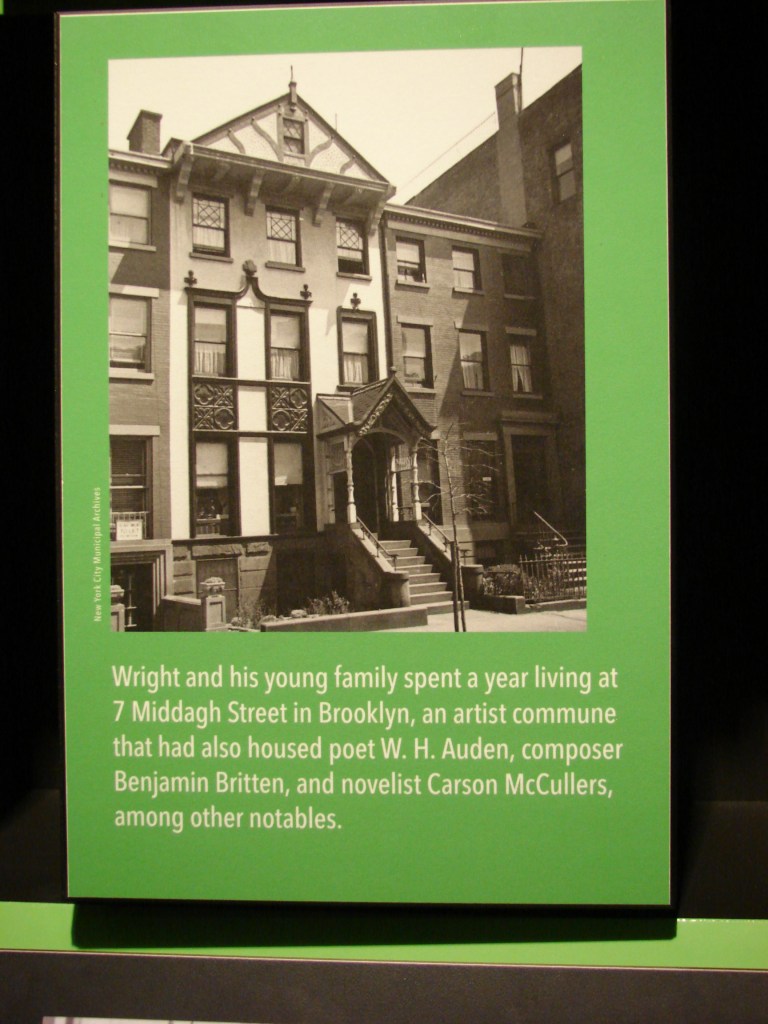 New York City Municipal Archives
Wright and his young family spent a year living at
7 Middagh Street in Brooklyn, an artist commune
that had also housed poet W. H. Auden, composer
Benjamin Britten, and novelist Carson McCullers,
among other notables.